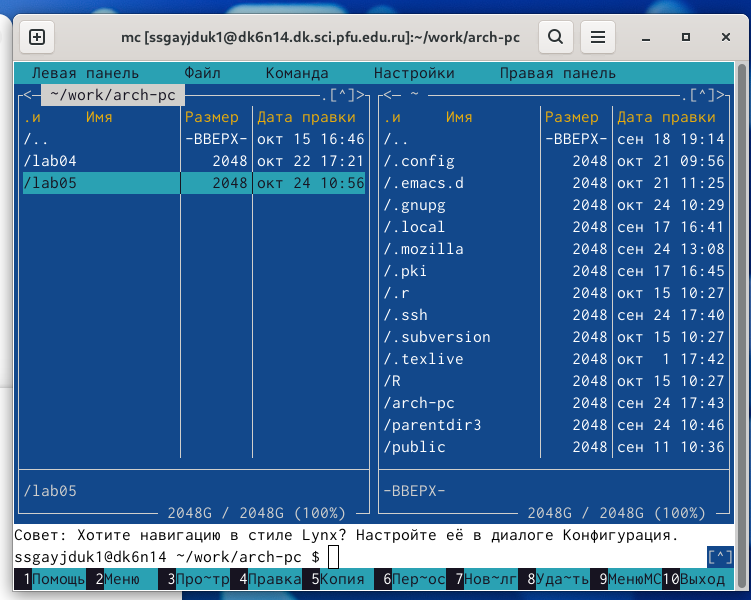 mc [ssgayjduk1@dk6n14.dk.sci.pfu.edu.ru]:~/work/arch-pc
Левая панель Файл Команда Настройки Правая панель
<— ~/work/arch-pc .[^]>
.и Имя Размер Дата правки
/.. -ВВЕРХ- окт 15 16:46
/lab04 2048 окт 22 17:21
/lab05 2048 окт 24 10:56
/lab05
2048G / 2048G (100%)
<— ~ .[^]>
.и Имя Размер Дата правки
/.. -ВВЕРХ- сен 18 19:14
/.config 2048 окт 21 09:56
/.emacs.d 2048 окт 21 11:25
/.gnupg 2048 окт 24 10:29
/.local 2048 сен 17 16:41
/.mozilla 2048 сен 24 13:08
/.pki 2048 сен 17 16:45
/.r 2048 окт 15 10:27
/.ssh 2048 сен 24 17:40
/.subversion 2048 окт 15 10:27
/.texlive 2048 окт 1 17:42
/R 2048 окт 15 10:27
/arch-pc 2048 сен 24 17:43
/parentdir3 2048 сен 24 10:46
/public 2048 сен 11 10:36
-ВВЕРХ-
2048G / 2048G (100%)
Совет: Хотите навигацию в стиле Lynx? Настройте её в диалоге Конфигурация.
ssgayjduk1@dk6n14 ~/work/arch-pc $ [^]
1Помощь 2Меню 3Про~тр 4Правка 5Копия 6Пер~ос 7Нов~лг 8Уда~ть 9МенюМС 10Выход